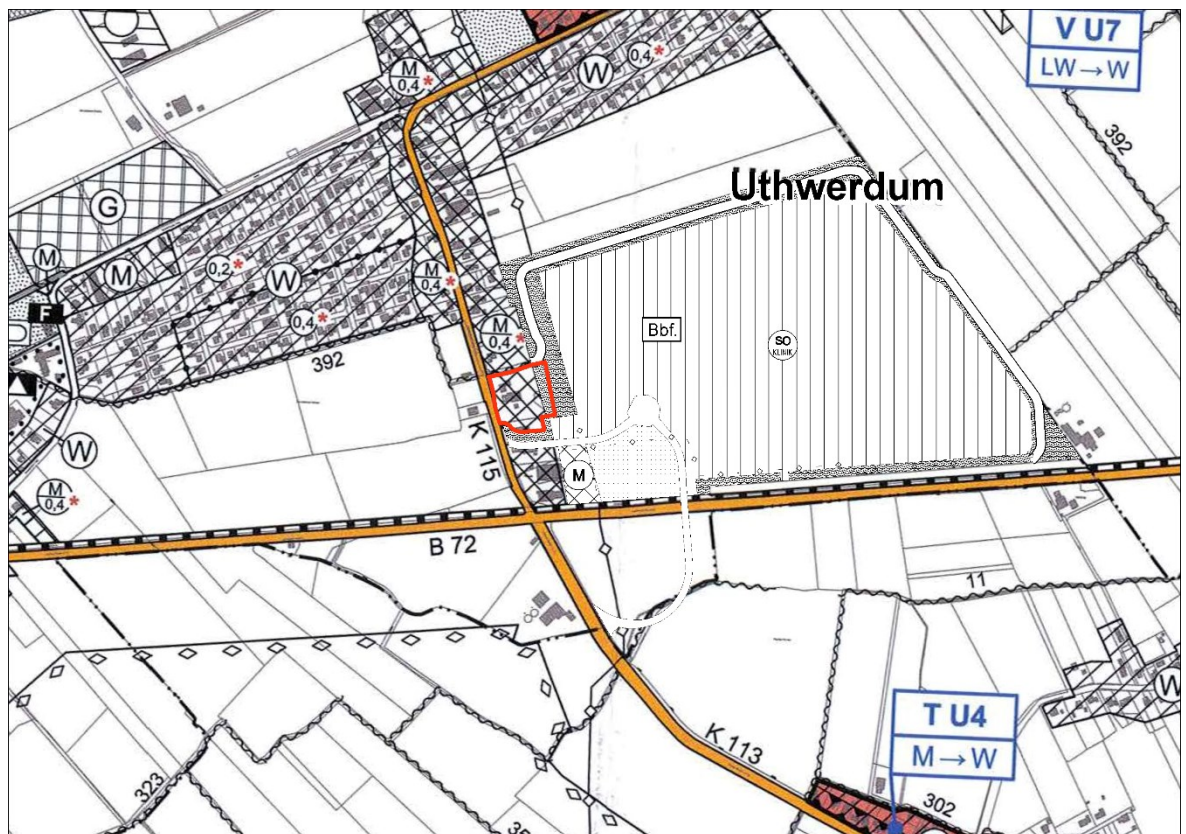 V U7
LW → W
M
0,4 *
W
0,4 *
392
Uthwerdum
G
M
M
0,2 *
W
M
0,4 *
F
0,4 *
M
0,4 *
Bbf.
SO
KLINIK
392
W
K 115
M
M
0,4 *
B 72
11
W
T U4
M → W
K 113
323
302